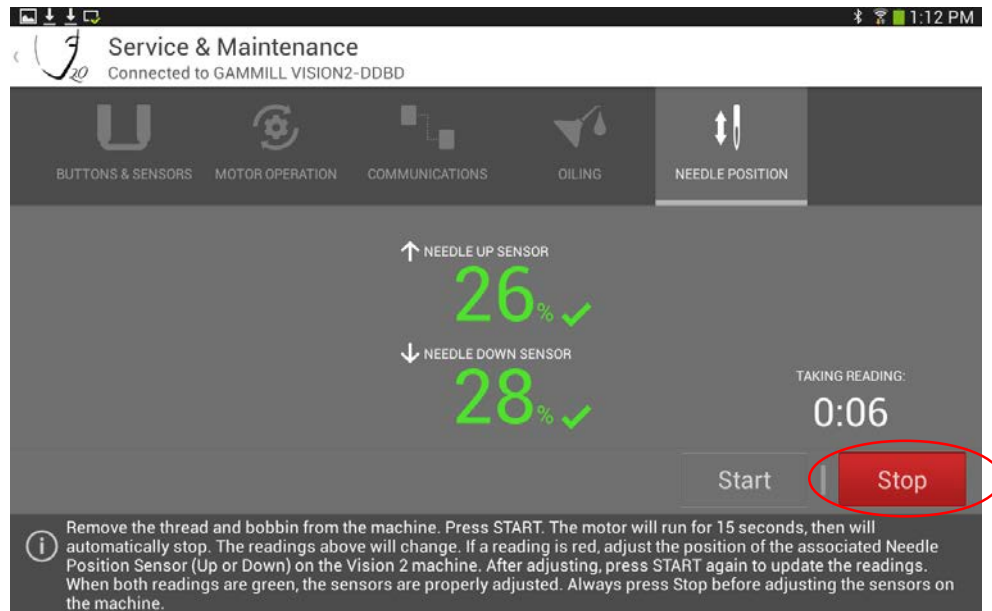 1:12 PM
Service & Maintenance
20
Connected to GAMMILL VISION2-DDBD
BUTTONS & SENSORS MOTOR OPERATION COMMUNICATIONS OILING NEEDLE POSITION
NEEDLE UP SENSOR
26%
NEEDLE DOWN SENSOR
28%
TAKING READING:
0:06
Start Stop
Remove the thread and bobbin from the machine. Press START. The motor will run for 15 seconds, then will
automatically stop. The readings above will change. If a reading is red, adjust the position of the associated Needle
Position Sensor (Up or Down) on the Vision 2 machine. After adjusting, press START again to update the readings.
When both readings are green, the sensors are properly adjusted. Always press Stop before adjusting the sensors on
the machine.